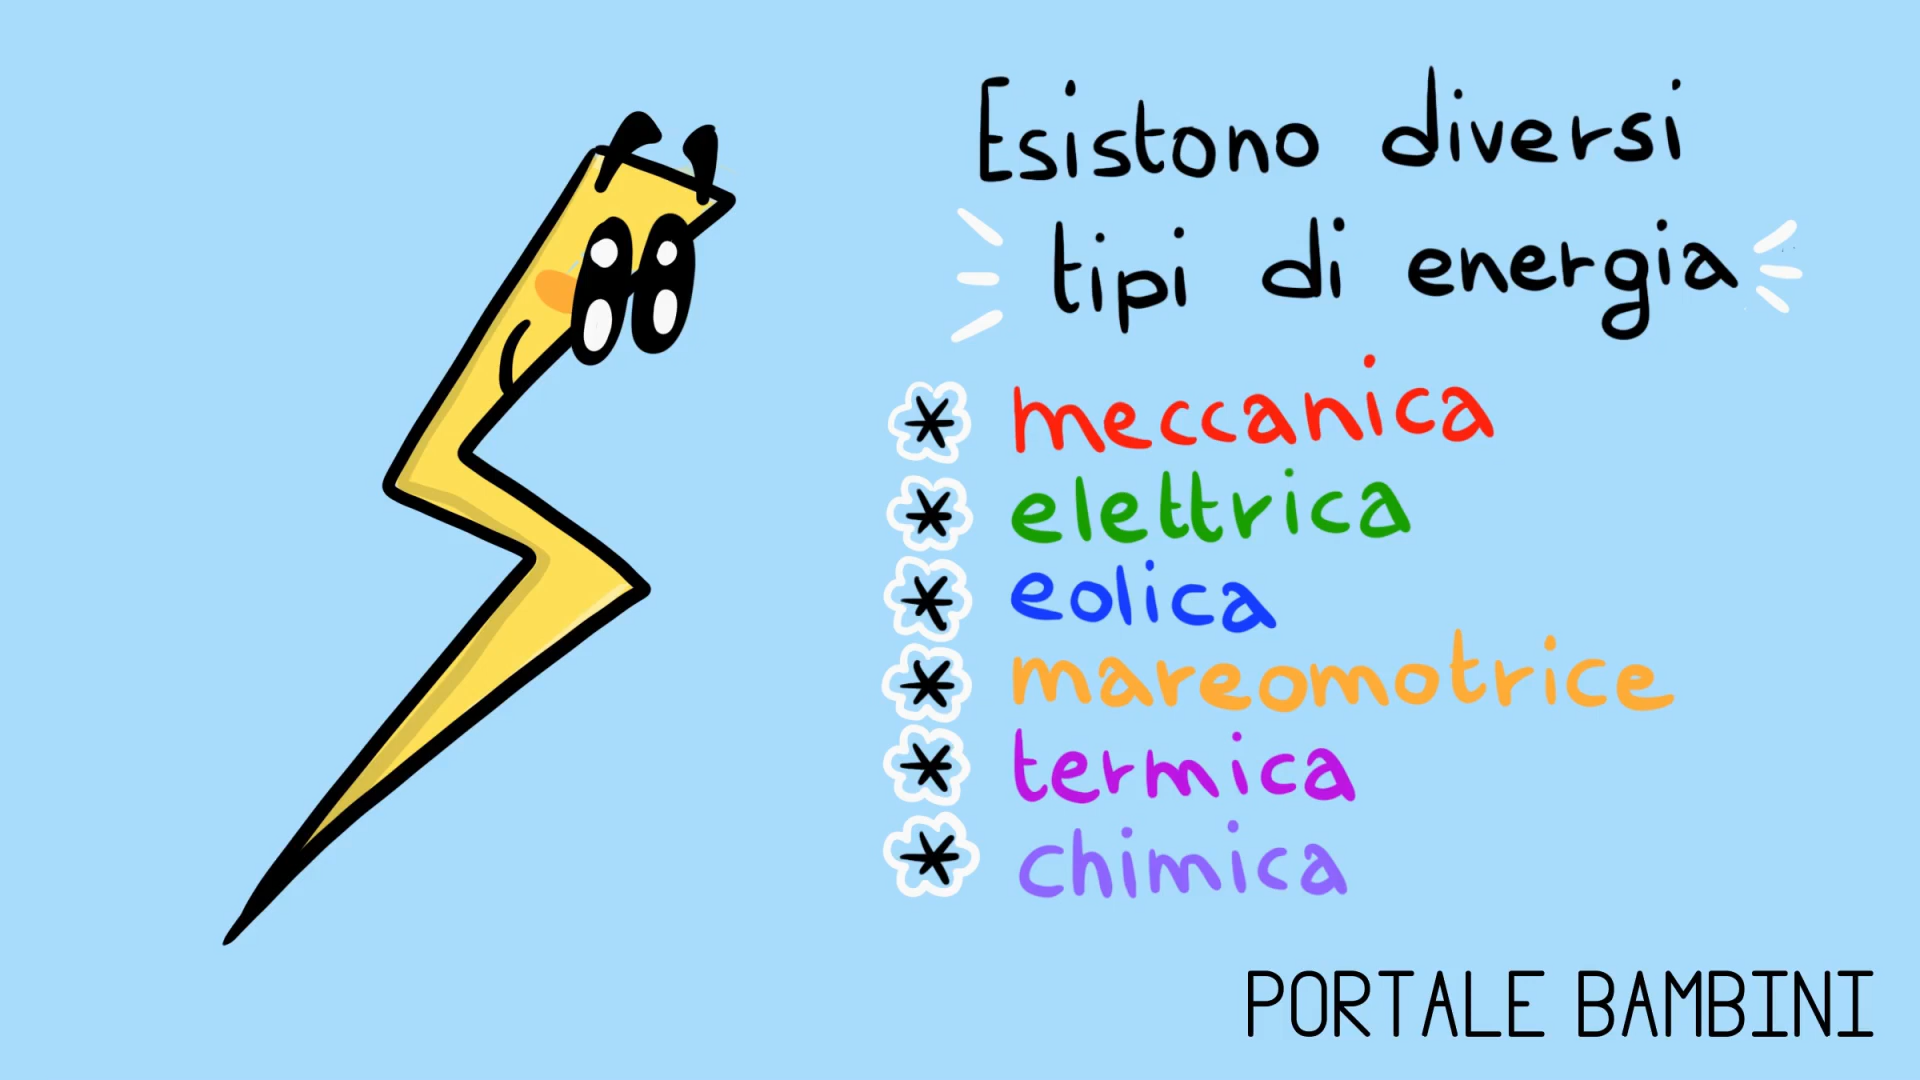 Esistono diversi
tipi di energia
* meccanica
* elettrica
* eolica
* mareomotrice
* termica
* chimica
PORTALE BAMBINI